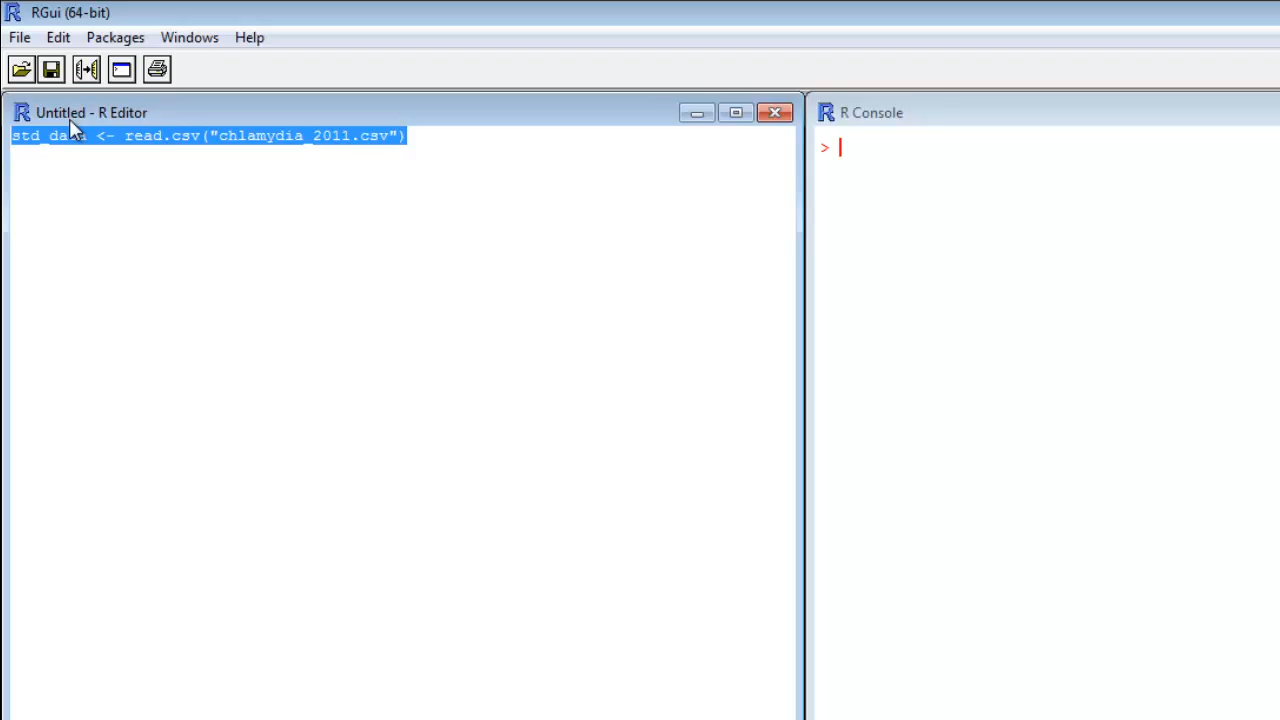 RGui (64-bit)
File Edit Packages Windows Help
Untitled - R Editor
std_data <- read.csv("chlamydia_2011.csv")
R Console
>